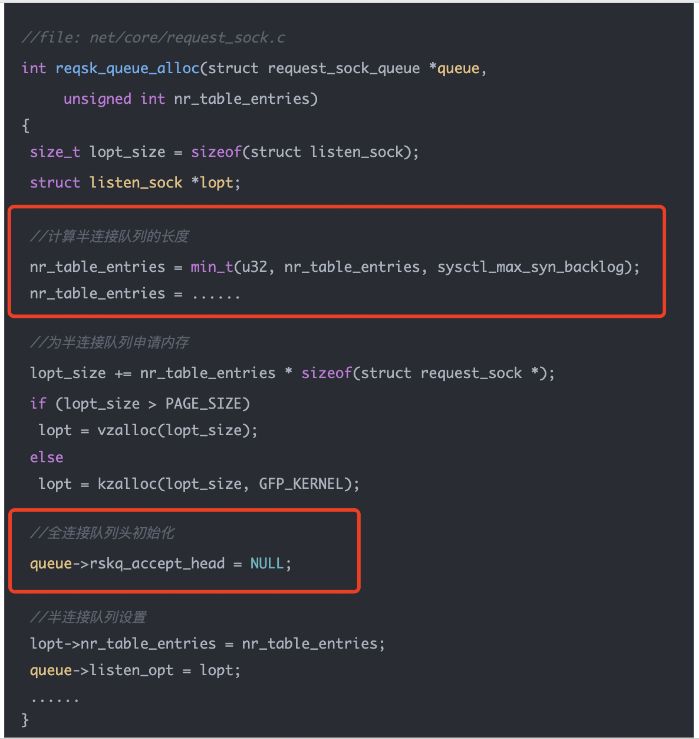 //file: net/core/request_sock.c
int reqsk_queue_alloc(struct request_sock_queue *queue,
unsigned int nr_table_entries)
{
size_t lopt_size = sizeof(struct listen_sock);
struct listen_sock *lopt;
//计算半连接队列的长度
nr_table_entries = min_t(u32, nr_table_entries, sysctl_max_syn_backlog);
nr_table_entries = ......
//为半连接队列申请内存
lopt_size += nr_table_entries * sizeof(struct request_sock *);
if (lopt_size > PAGE_SIZE)
lopt = vzalloc(lopt_size);
else
lopt = kzalloc(lopt_size, GFP_KERNEL);
//全连接队列头初始化
queue->rskq_accept_head = NULL;
//半连接队列设置
lopt->nr_table_entries = nr_table_entries;
queue->listen_opt = lopt;
......
}